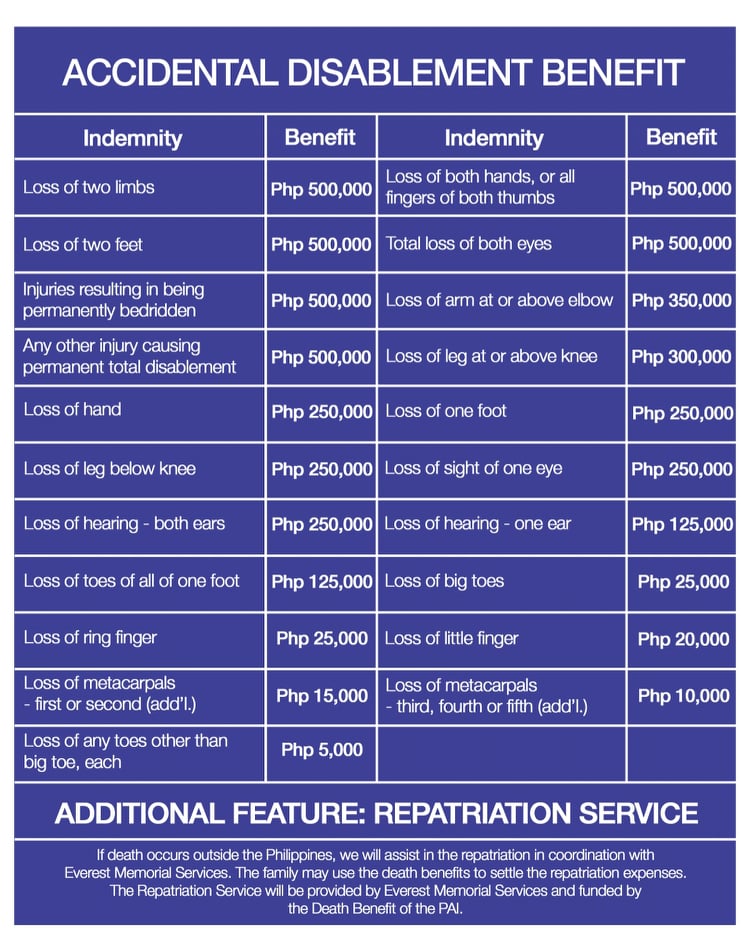 ACCIDENTAL DISABLEMENT BENEFIT
Indemnity
Benefit
Indemnity
Benefit
Loss of two limbs
Php 500,000
Loss of both hands, or all
fingers of both thumbs
Php 500,000
Loss of two feet
Php 500,000
Total loss of both eyes
Php 500,000
Injuries resulting in being
permanently bedridden
Php 500,000
Loss of arm at or above elbow
Php 350,000
Any other injury causing
permanent total disablement
Php 500,000
Loss of leg at or above knee
Php 300,000
Loss of hand
Php 250,000
Loss of one foot
Php 250,000
Loss of leg below knee
Php 250,000
Loss of sight of one eye
Php 250,000
Loss of hearing - both ears
Php 250,000
Loss of hearing - one ear
Php 125,000
Loss of toes of all of one foot
Php 125,000
Loss of big toes
Php 25,000
Loss of ring finger
Php 25,000
Loss of little finger
Php 20,000
Loss of metacarpals
- first or second (add’l.)
Php 15,000
Loss of metacarpals
- third, fourth or fifth (add’l.)
Php 10,000
Loss of any toes other than
big toe, each
Php 5,000
ADDITIONAL FEATURE: REPATRIATION SERVICE
If death occurs outside the Philippines, we will assist in the repatriation in coordination with
Everest Memorial Services. The family may use the death benefits to settle the repatriation expenses.
The Repatriation Service will be provided by Everest Memorial Services and funded by
the Death Benefit of the PAI.